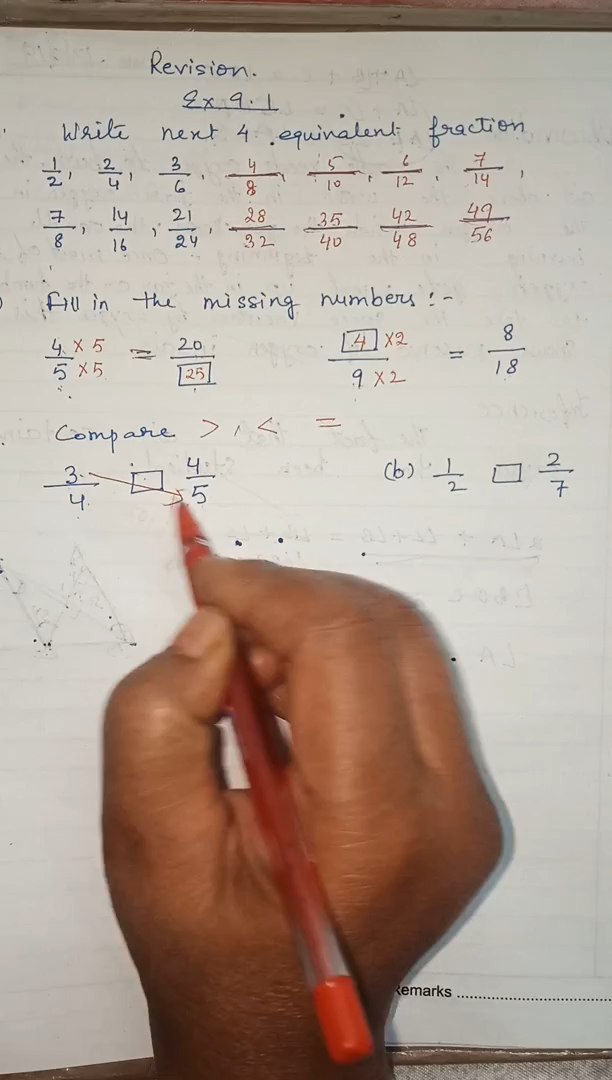 Revision.
Ex 9.1
Write next 4 equivalent fraction
1/2, 2/4, 3/6, 4/8, 5/10, 6/12, 7/14,
7/8, 14/16, 21/24, 28/32 35/40 42/48 49/56
Fill in the missing numbers :-
4/5 × 5/× 5 = 20/25 4/9 ×2/×2 = 8/18
Compare >, < =
3/4 □ 4/5 (b) 1/2 □ 2/7
Remarks